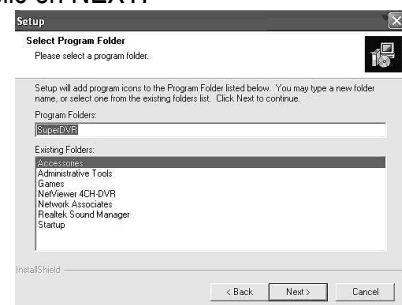 Setup
Select Program Folder
Please select a program folder.
Setup will add program icons to the Program Folder listed below. You may type a new folder
name, or select one from the existing folders list. Click Next to continue.
Program Folders:
SuperDVR
Existing Folders:
Accessories
Administrative Tools
Games
NetViewer 4CH-DVR
Network Associates
Realtek Sound Manager
Startup
InstallShield
< Back Next > Cancel